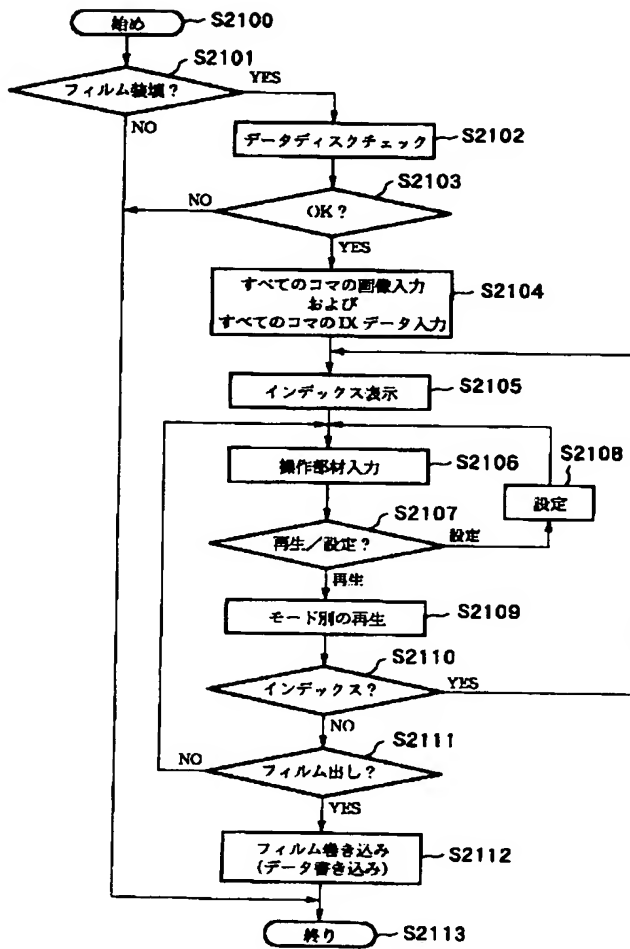 始め
S2100
S2101
フィルム装填?
YES
NO
データディスクチェック
S2102
S2103
NO
OK?
YES
すべてのコマの画像入力
および
すべてのコマのIXデータ入力
S2104
インデックス表示
S2105
操作部材入力
S2106
S2108
設定
S2107
再生/設定?
設定
再生
モード別の再生
S2109
S2110
インデックス?
YES
NO
S2111
NO
フィルム出し?
YES
フィルム巻き込み
(データ書き込み)
S2112
終り
S2113